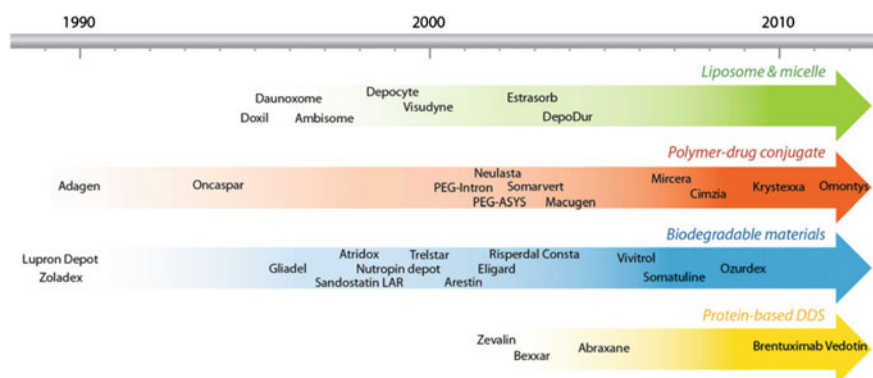 1990 2000 2010
Liposome & micelle
Depocyte
Daunoxome Estrasorb
Visudyne
Doxil Ambisome DepoDur
Polymer-drug conjugate
Neulasta
Mircera
Adagen Oncaspar PEG-Intron Somarvert Krystexxa Omontys
Cimzia
PEG-ASYS Macugen
Biodegradable materials
Lupron Depot Atridox Trelstar Risperdal Consta Vivitrol
Gliadel Nutropin depot Eligard Ozurdex
Zoladex Somatuline
Sandostatin LAR Arestin
Protein-based DDS
Zevalin
Abraxane Brentuximab Vedotin
Bexxar